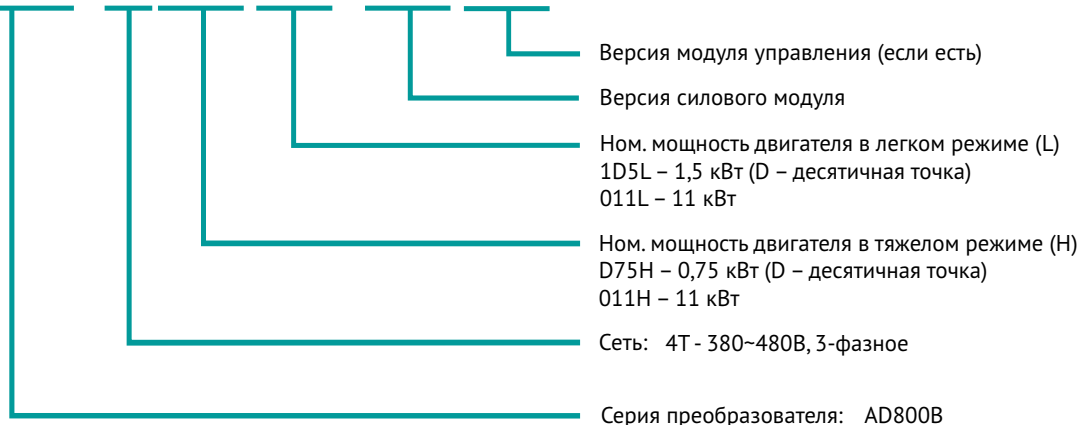 Версия модуля управления (если есть)
Версия силового модуля
Ном. мощность двигателя в легком режиме (L)
1D5L – 1,5 кВт (D – десятичная точка)
011L – 11 кВт
Ном. мощность двигателя в тяжелом режиме (H)
D75H – 0,75 кВт (D – десятичная точка)
011H – 11 кВт
Сеть: 4Т - 380~480В, 3-фазное
Серия преобразователя: AD800B